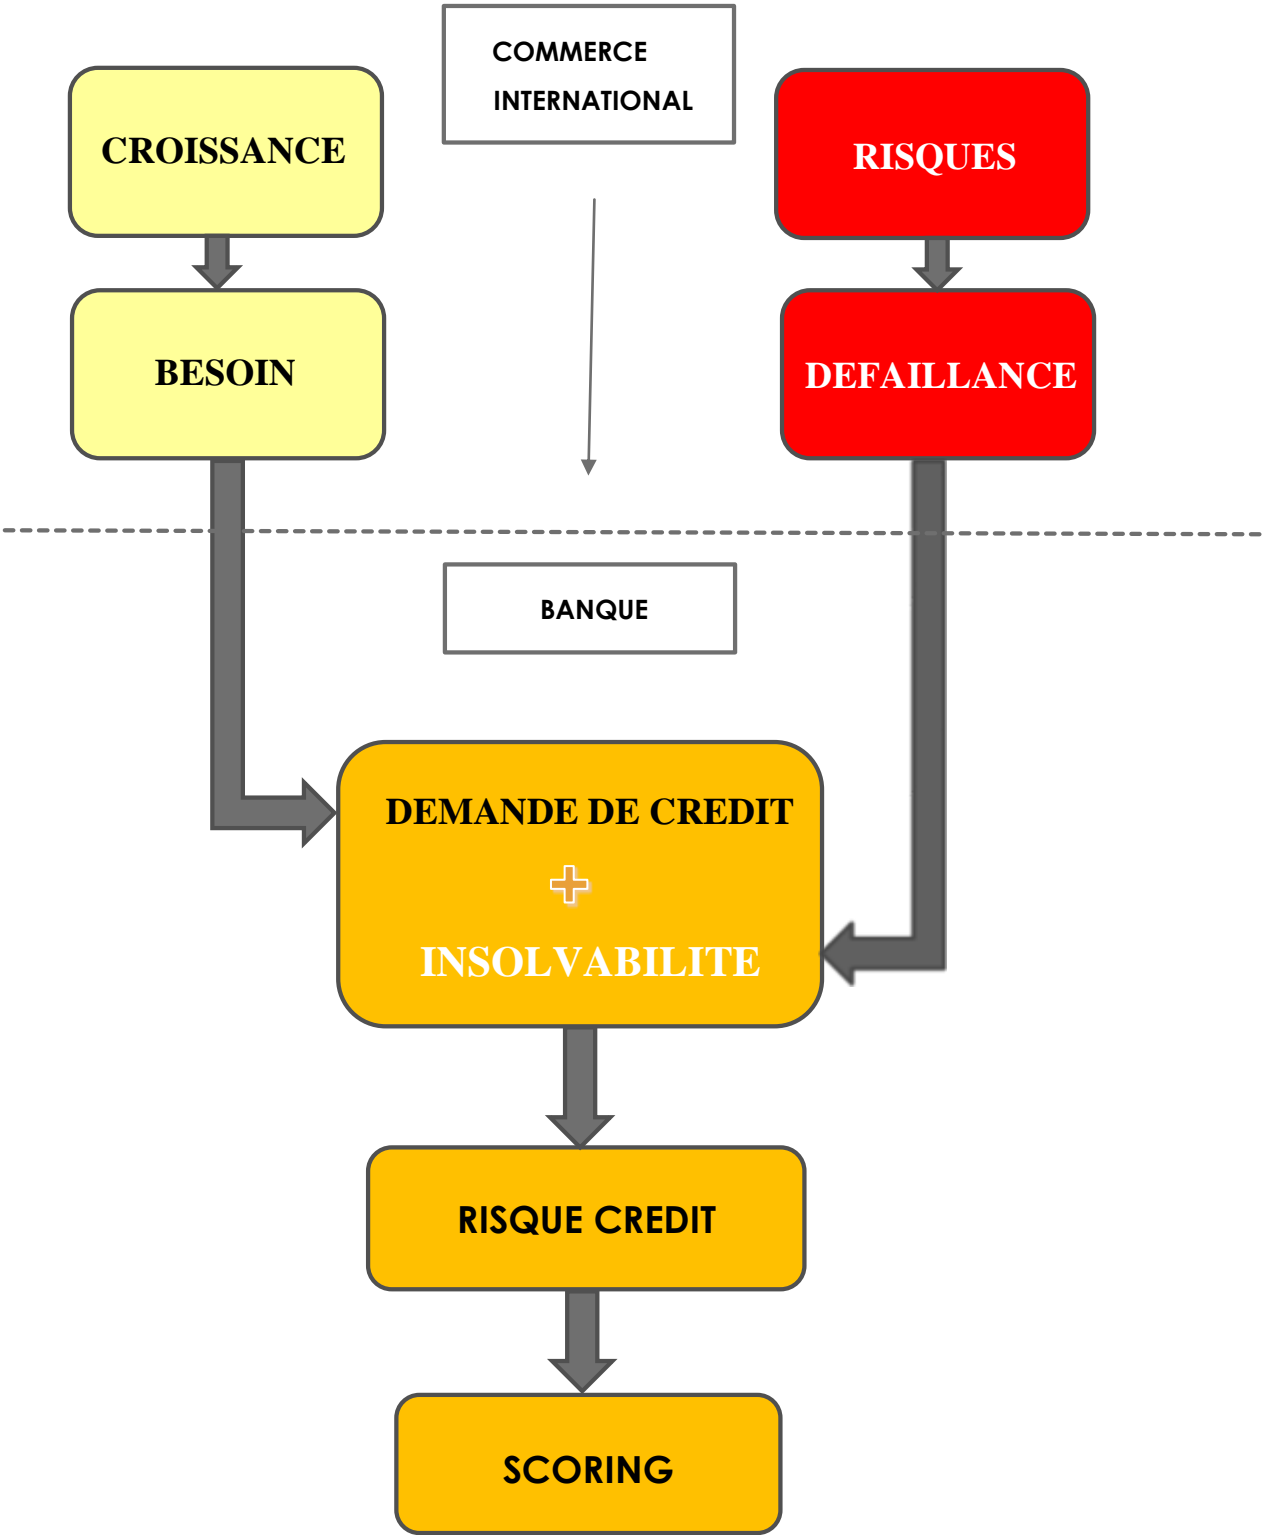 COMMERCE
INTERNATIONAL
CROISSANCE
RISQUES
BESOIN
DEFAILLANCE
BANQUE
DEMANDE DE CREDIT
INSOLVABILITE
RISQUE CREDIT
SCORING